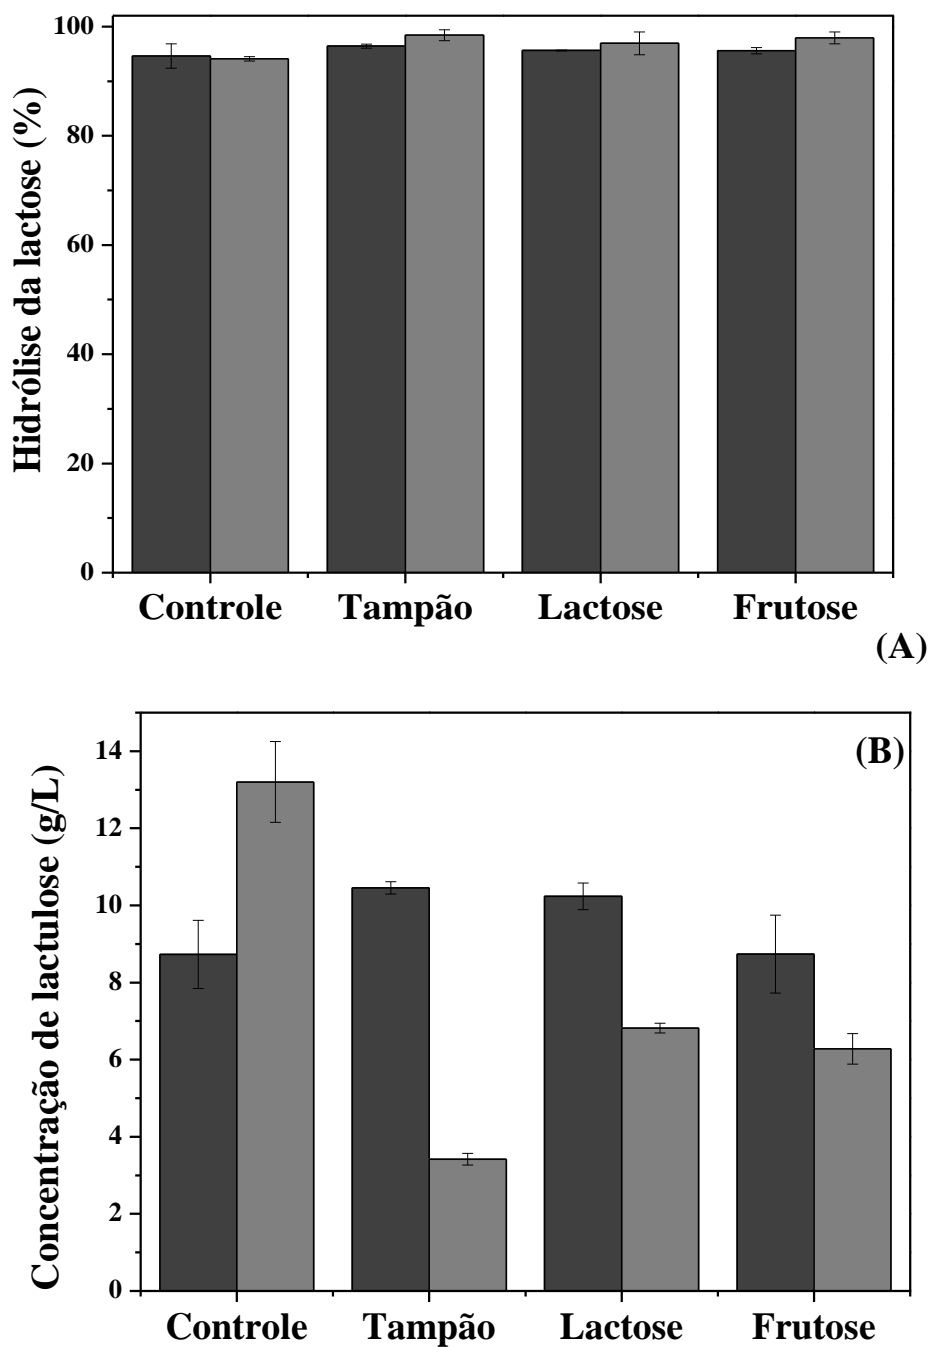 Hidrólise da lactose (%)
100
80
60
40
20
0
Controle Tampão Lactose Frutose
(A)
Concentração de lactulose (g/L)
(B)
14
12
10
8
6
4
2
0
Controle Tampão Lactose Frutose